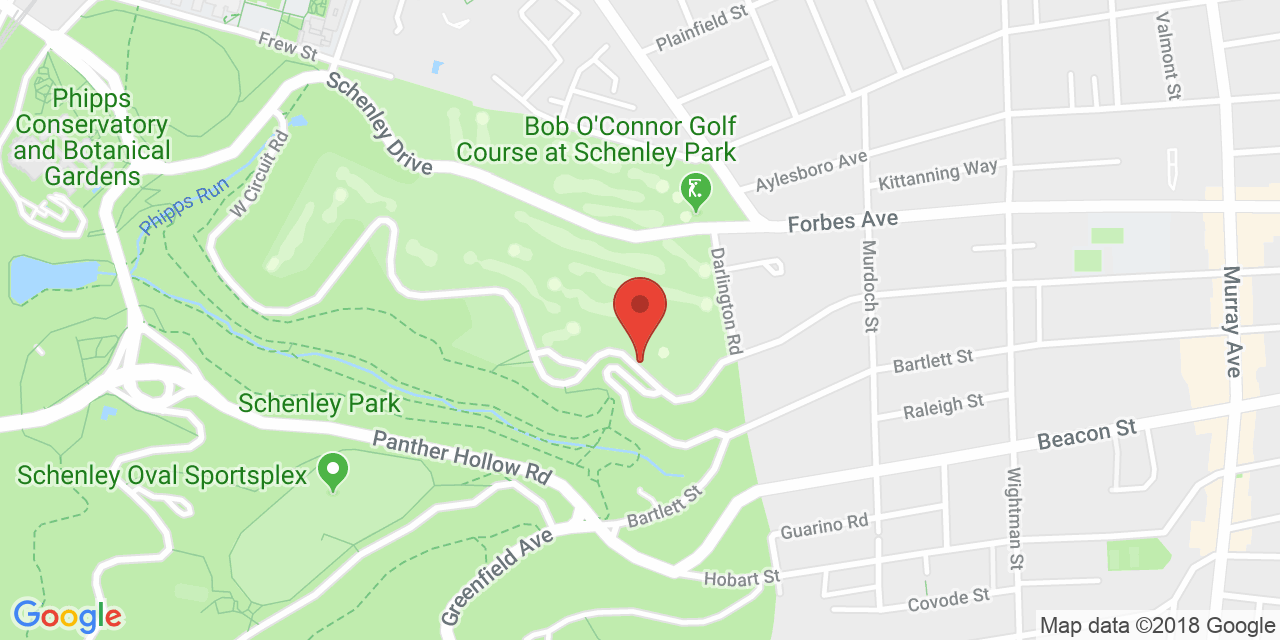 Plainfield St
Valmont St
Frew St
Schenley Drive
Phipps
Conservatory
and Botanical
Gardens
Bob O'Connor Golf
Course at Schenley Park
W Circuit Rd
Aylesboro Ave
Kittanning Way
Phipps Run
Forbes Ave
Darlington Rd
Murdoch St
Murray Ave
Bartlett St
Schenley Park
Raleigh St
Beacon St
Panther Hollow Rd
Schenley Oval Sportsplex
Bartlett St
Wightman St
Guarino Rd
Greenfield Ave
Hobart St
Covode St
Google
Map data ©2018 Google